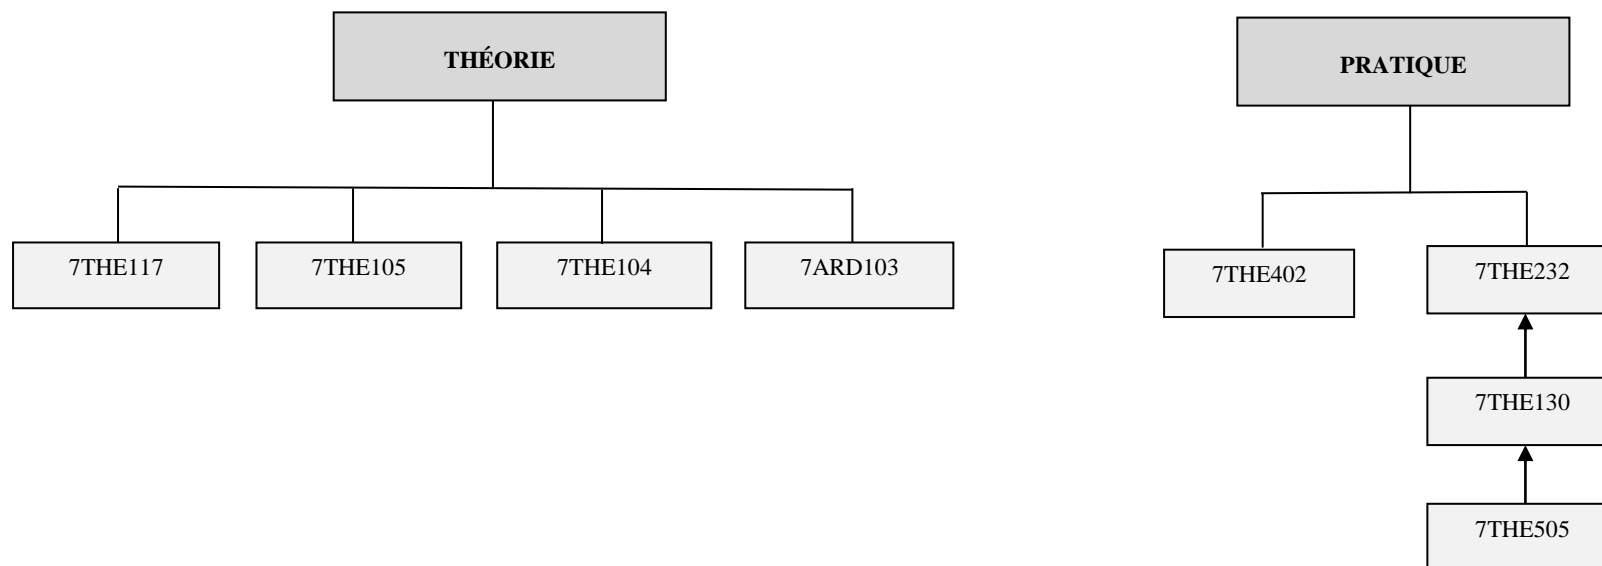 THÉORIE
PRATIQUE
7THE117
7THE105
7THE104
7ARD103
7THE402
7THE232
7THE130
7THE505